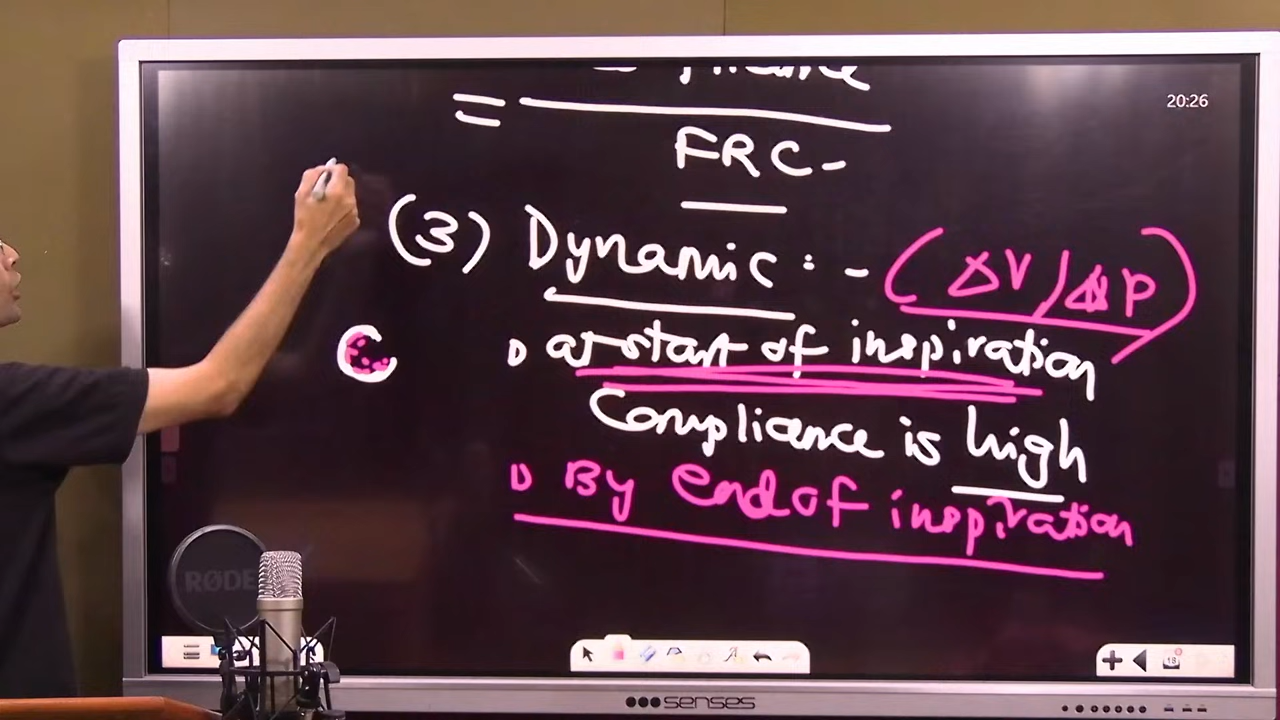 20:26
=
FRC-
(3) Dynamic :- (ΔV/ΔP)
at start of inspiration
Compliance is high
By end of inspiration
RØDE
18
senses